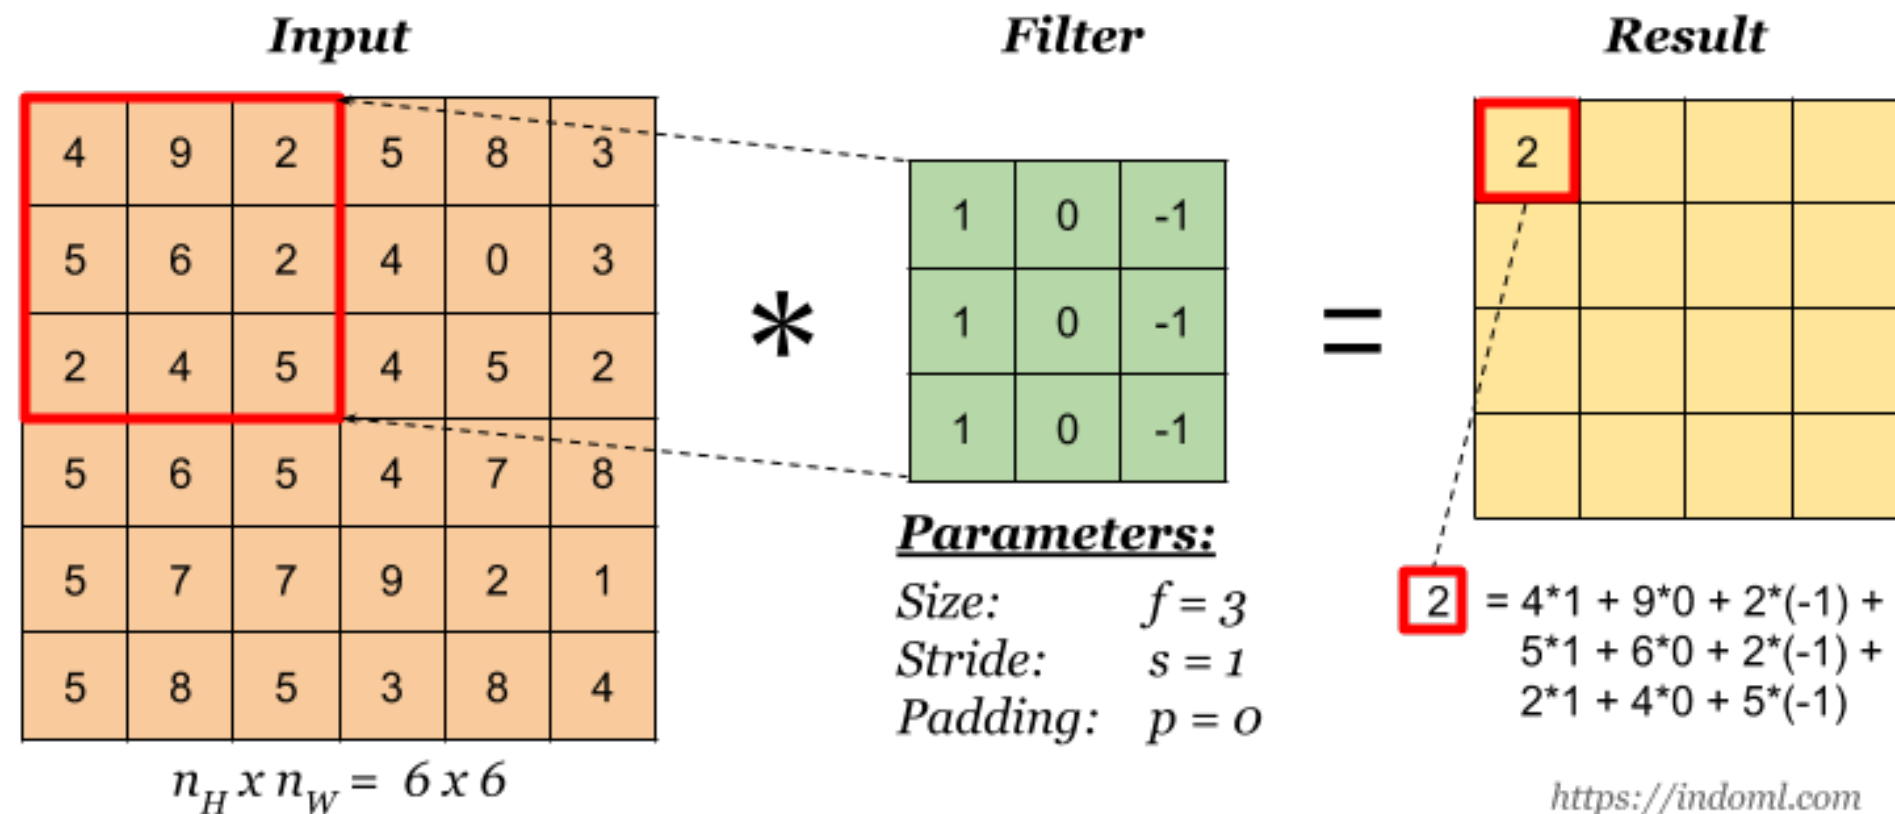 Input
Filter
Result
4 9 2 5 8 3
5 6 2 4 0 3
2 4 5 4 5 2
5 6 5 4 7 8
5 7 7 9 2 1
5 8 5 3 8 4
n_H x n_W = 6 x 6
*
1 0 -1
1 0 -1
1 0 -1
Parameters:
Size: f = 3
Stride: s = 1
Padding: p = 0
=
2
2 = 4*1 + 9*0 + 2*(-1) +
5*1 + 6*0 + 2*(-1) +
2*1 + 4*0 + 5*(-1)
https://indoml.com